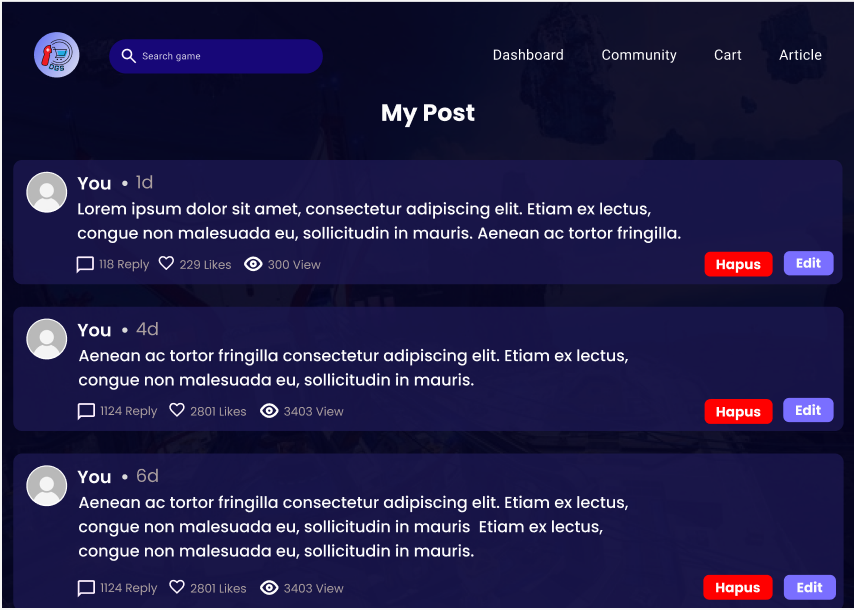 DGS
Search game
Dashboard
Community
Cart
Article
My Post
You • 1d
Lorem ipsum dolor sit amet, consectetur adipiscing elit. Etiam ex lectus,
congue non malesuada eu, sollicitudin in mauris. Aenean ac tortor fringilla.
118 Reply
229 Likes
300 View
Hapus
Edit
You • 4d
Aenean ac tortor fringilla consectetur adipiscing elit. Etiam ex lectus,
congue non malesuada eu, sollicitudin in mauris.
1124 Reply
2801 Likes
3403 View
Hapus
Edit
You • 6d
Aenean ac tortor fringilla consectetur adipiscing elit. Etiam ex lectus,
congue non malesuada eu, sollicitudin in mauris  Etiam ex lectus,
congue non malesuada eu, sollicitudin in mauris.
1124 Reply
2801 Likes
3403 View
Hapus
Edit